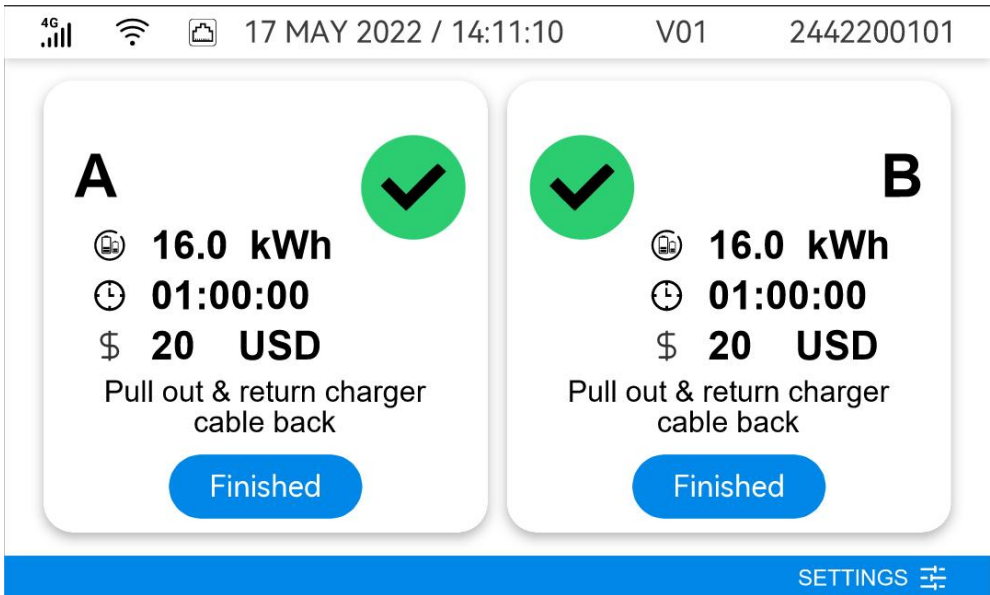 4G 17 MAY 2022 / 14:11:10 V01 2442200101
A
16.0 kWh
01:00:00
$ 20 USD
Pull out & return charger
cable back
Finished
B
16.0 kWh
01:00:00
$ 20 USD
Pull out & return charger
cable back
Finished
SETTINGS